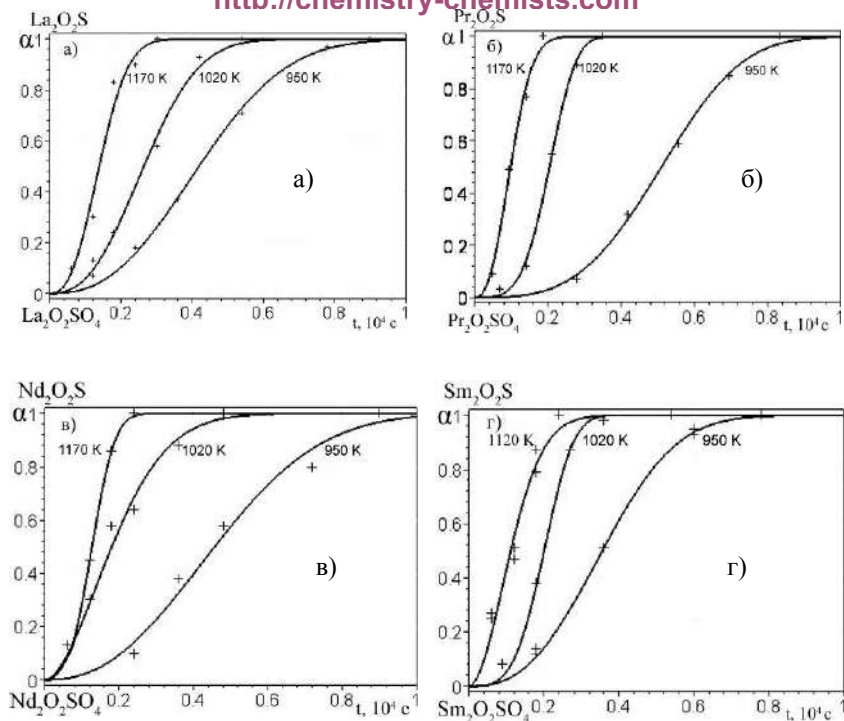 http://chemistry-chemists.com
La₂O₂S
α1
а)
1170 K
1020 K
950 K
0.8
0.6
0.4
0.2
0
а)
La₂O₂SO₄
0.2
0.4
0.6
0.8
1
t, 10⁴ c
Pr₂O₂S
α1
б)
1170 K
1020 K
950 K
0.8
0.6
0.4
0.2
0
б)
Pr₂O₂SO₄
0.2
0.4
0.6
0.8
1
t, 10⁴ c
Nd₂O₂S
α1
в)
1170 K
1020 K
950 K
0.8
0.6
0.4
0.2
0
в)
Nd₂O₂SO₄
0.2
0.4
0.6
0.8
1
t, 10⁴ c
Sm₂O₂S
α1
г)
1120 K
1020 K
950 K
0.8
0.6
0.4
0.2
0
г)
Sm₂O₂SO₄
0.2
0.4
0.6
0.8
1
t, 10⁴ c